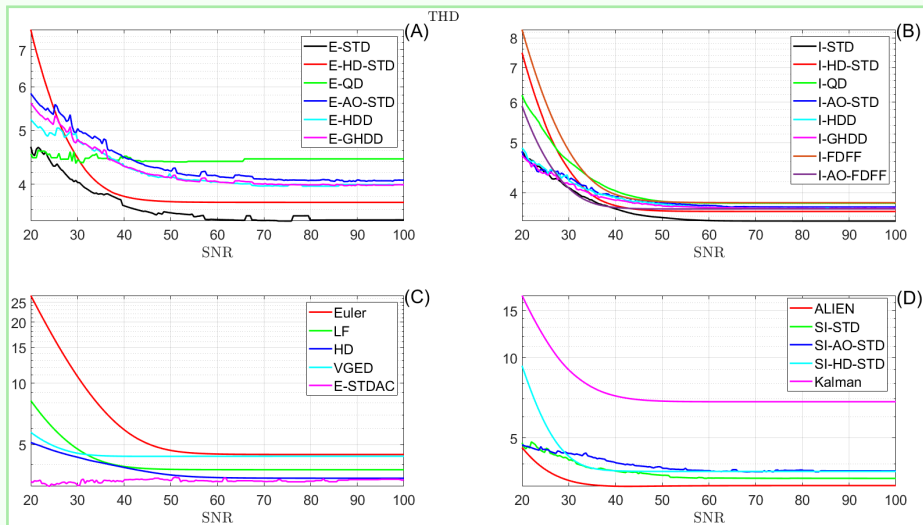 THD
(A)
7
6
5
4
20 30 40 50 60 70 80 90 100
SNR
E-STD
E-HD-STD
E-QD
E-AO-STD
E-HDD
E-GHDD
(B)
8
7
6
5
4
20 30 40 50 60 70 80 90 100
SNR
I-STD
I-HD-STD
I-QD
I-AO-STD
I-HDD
I-GHDD
I-FDFF
I-AO-FDFF
(C)
25
20
15
10
5
20 30 40 50 60 70 80 90 100
SNR
Euler
LF
HD
VGED
E-STDAC
(D)
15
10
5
20 30 40 50 60 70 80 90 100
SNR
ALIEN
SI-STD
SI-AO-STD
SI-HD-STD
Kalman